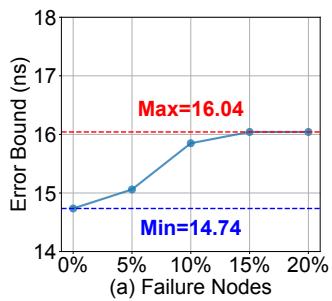 18
17
16
15
14
Error Bound (ns)
Max=16.04
Min=14.74
0% 5% 10% 15% 20%
(a) Failure Nodes